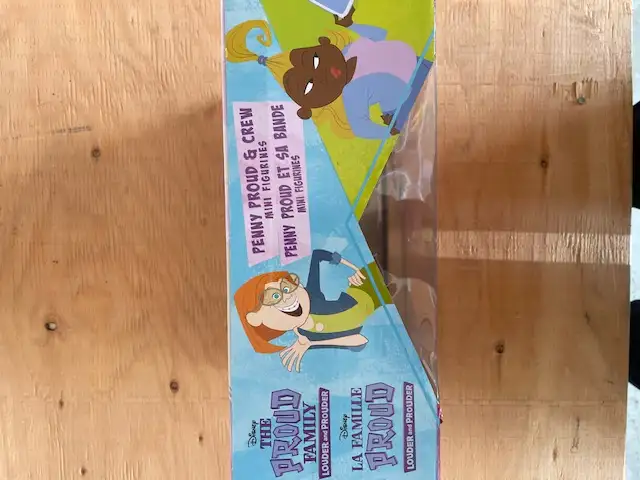 Disney
THE
PROUD
FAMILY
LOUDER and PROUDER
Disney
LA FAMILLE
PROUD
LOUDER and PROUDER
PENNY PROUD & CREW
MINI FIGURINES
PENNY PROUD ET SA BANDE
MINI FIGURINES